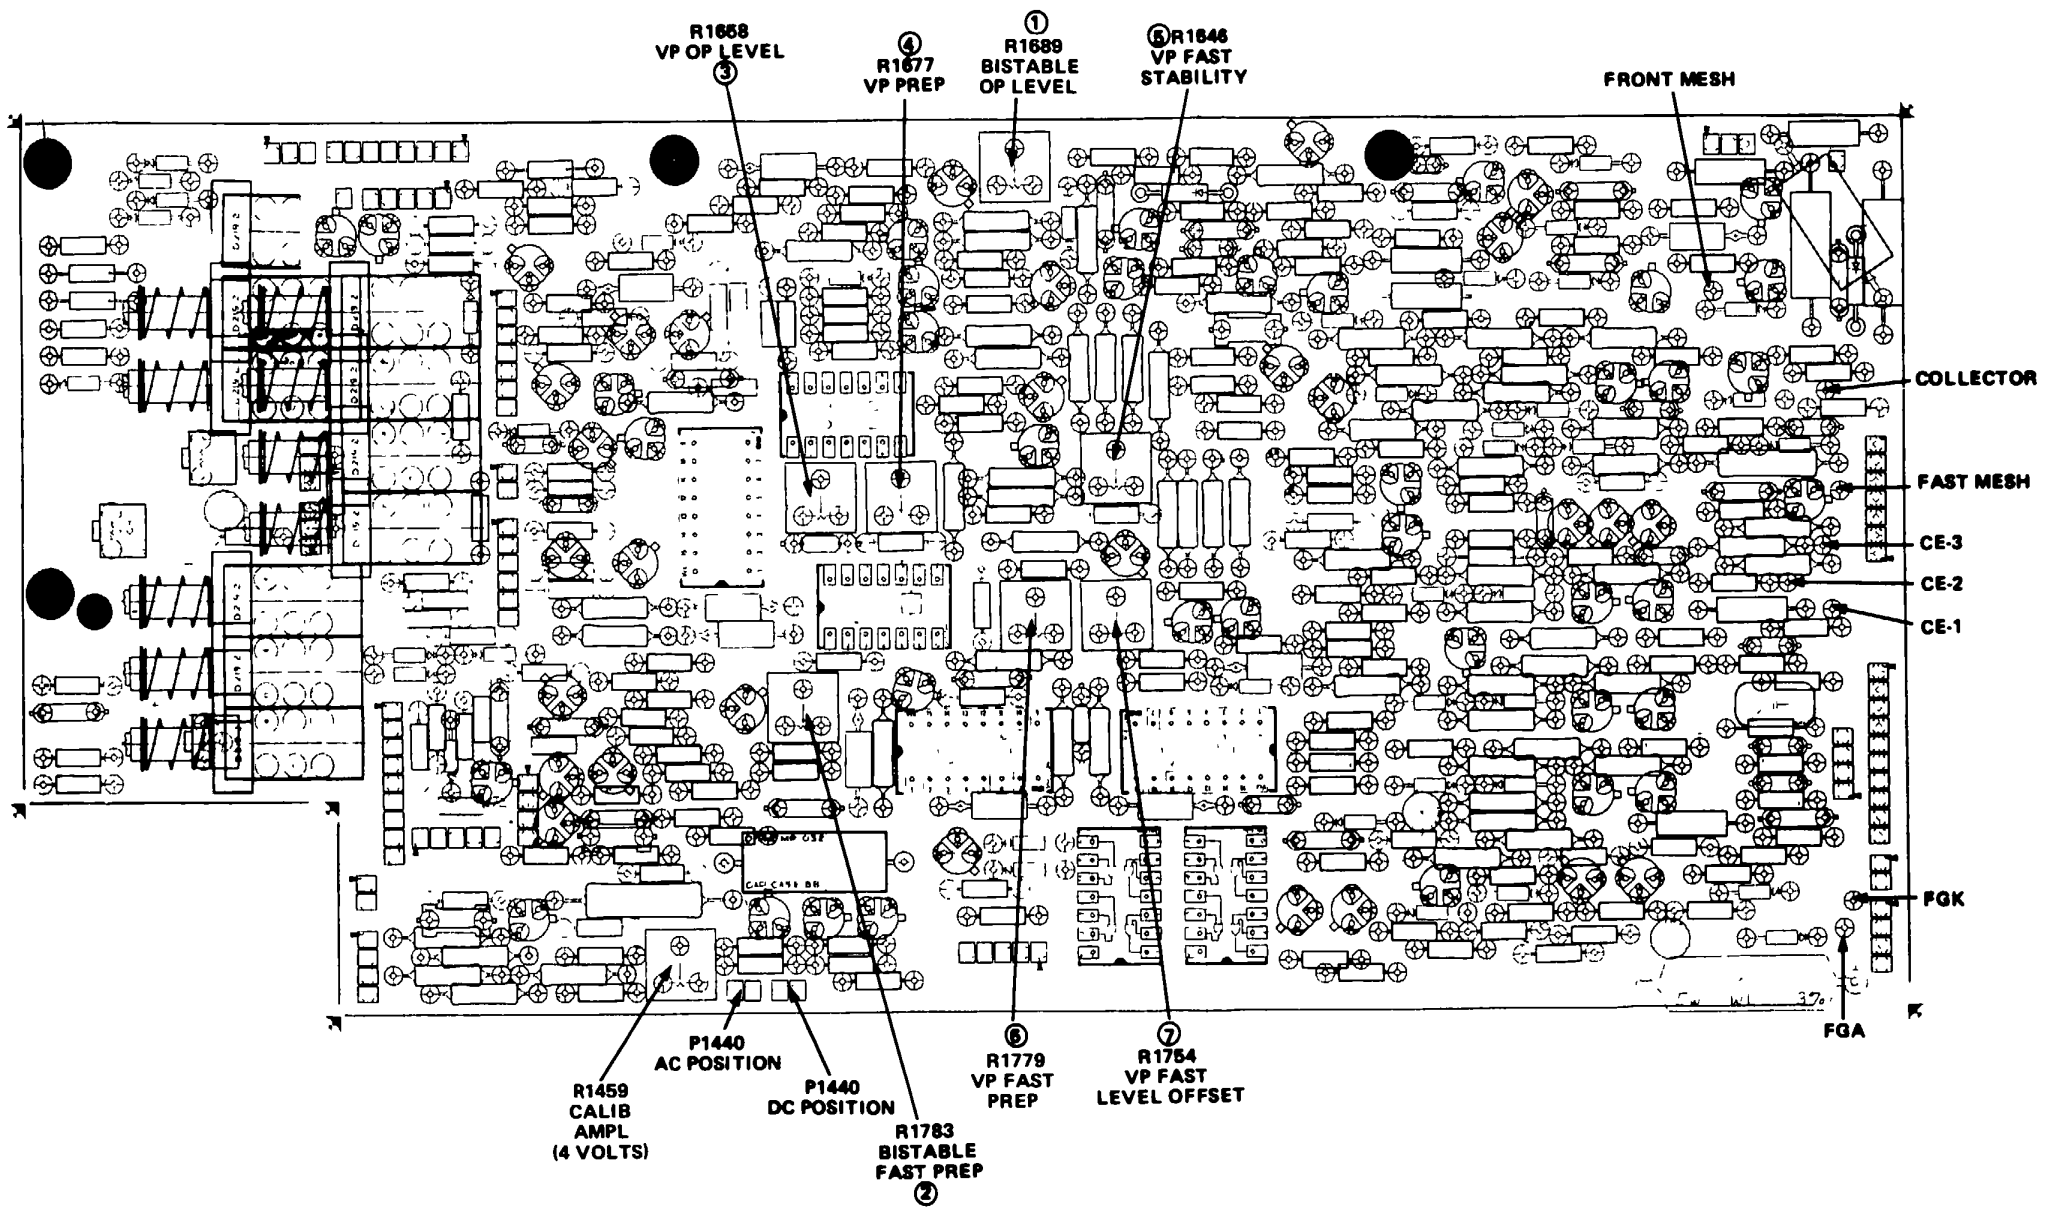 R1658
VP OP LEVEL
③
④
R1677
VP PREP
①
R1689
BISTABLE
OP LEVEL
⑤R1646
VP FAST
STABILITY
FRONT MESH
COLLECTOR
FAST MESH
CE-3
CE-2
CE-1
FGK
FGA
P1440
AC POSITION
R1459
CALIB
AMPL
(4 VOLTS)
P1440
DC POSITION
R1783
BISTABLE
FAST PREP
②
⑥
R1779
VP FAST
PREP
⑦
R1754
VP FAST
LEVEL OFFSET